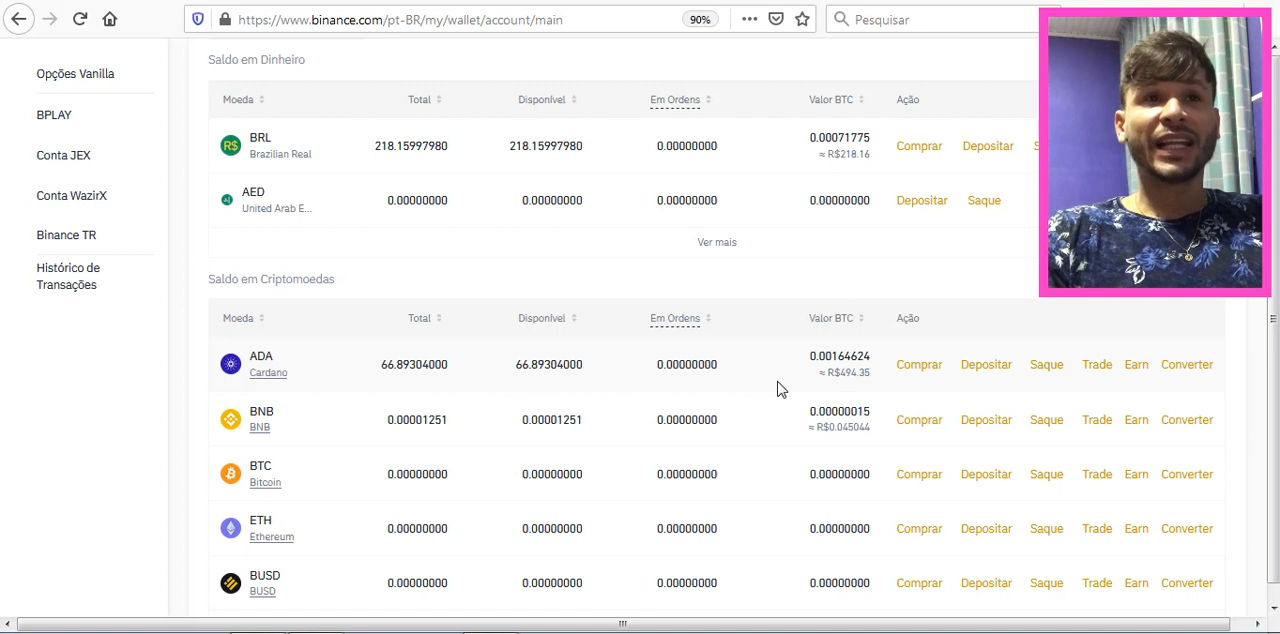 https://www.binance.com/pt-BR/my/wallet/account/main
90%
Pesquisar
Opções Vanilla
BPLAY
Conta JEX
Conta WazirX
Binance TR
Histórico de
Transações
Saldo em Dinheiro
Moeda Total Disponível Em Ordens Valor BTC Ação
R$ BRL 218.15997980 218.15997980 0.00000000 0.00071775 Comprar Depositar
Brazilian Real ≈ R$218.16
AED 0.00000000 0.00000000 0.00000000 0.00000000 Depositar Saque
United Arab E...
Ver mais
Saldo em Criptomoedas
Moeda Total Disponível Em Ordens Valor BTC Ação
ADA 66.89304000 66.89304000 0.00000000 0.00164624 Comprar Depositar Saque Trade Earn Converter
Cardano ≈ R$494.35
BNB 0.00001251 0.00001251 0.00000000 0.00000015 Comprar Depositar Saque Trade Earn Converter
BNB ≈ R$0.045044
BTC 0.00000000 0.00000000 0.00000000 0.00000000 Comprar Depositar Saque Trade Earn Converter
Bitcoin
ETH 0.00000000 0.00000000 0.00000000 0.00000000 Comprar Depositar Saque Trade Earn Converter
Ethereum
BUSD 0.00000000 0.00000000 0.00000000 0.00000000 Comprar Depositar Saque Trade Earn Converter
BUSD